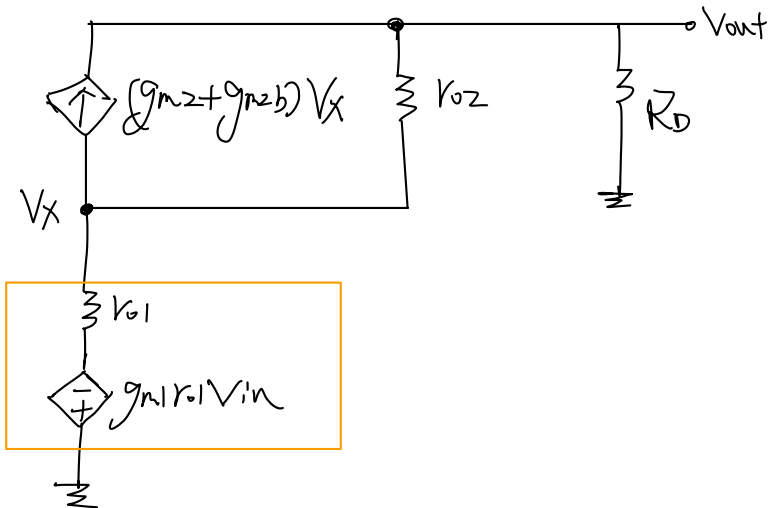 Vout
(gm2+gm2b)Vx
ro2
RD
Vx
ro1
-
+
gm1ro1Vin